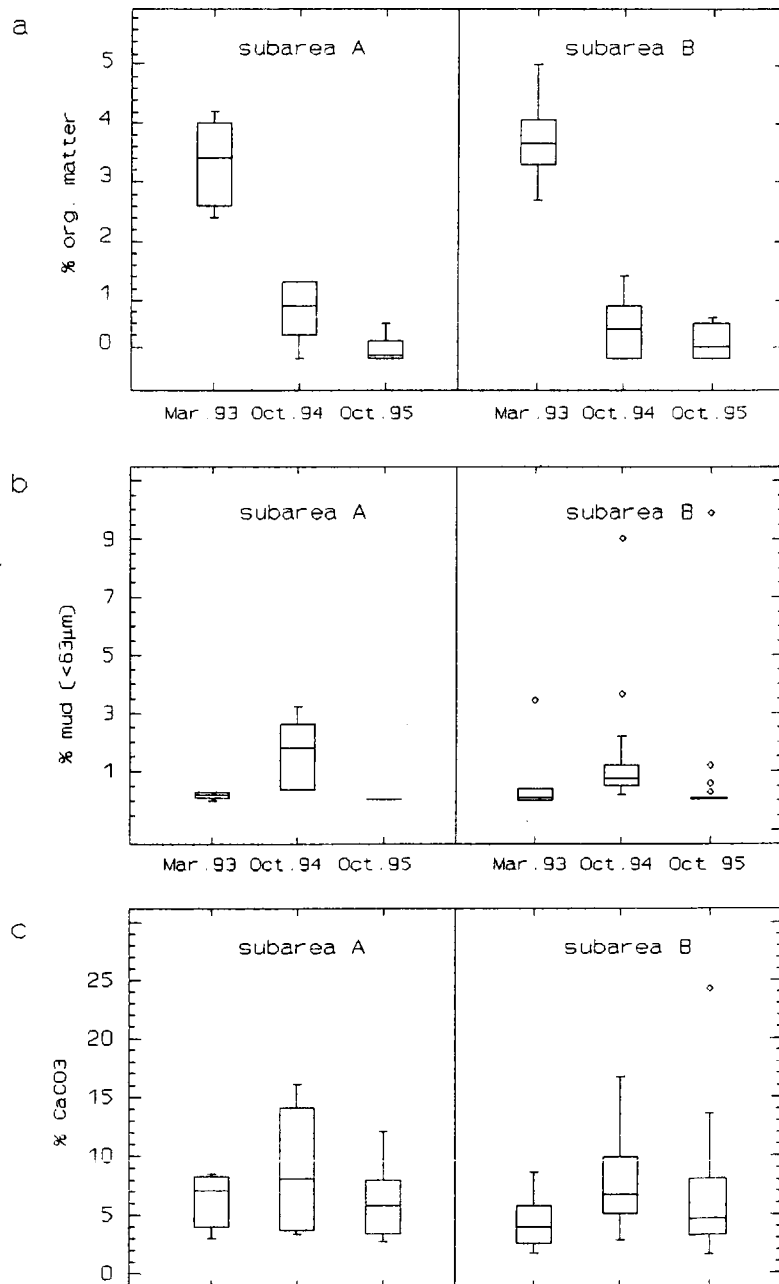 a
subarea A
subarea B
5
4
3
2
1
0
% org. matter
Mar.93 Oct.94 Oct.95
Mar.93 Oct.94 Oct.95
b
subarea A
subarea B
9
7
5
3
1
% mud (<63µm)
Mar.93 Oct.94 Oct.95
Mar.93 Oct.94 Oct 95
c
subarea A
subarea B
25
20
15
10
5
0
% CaCO3